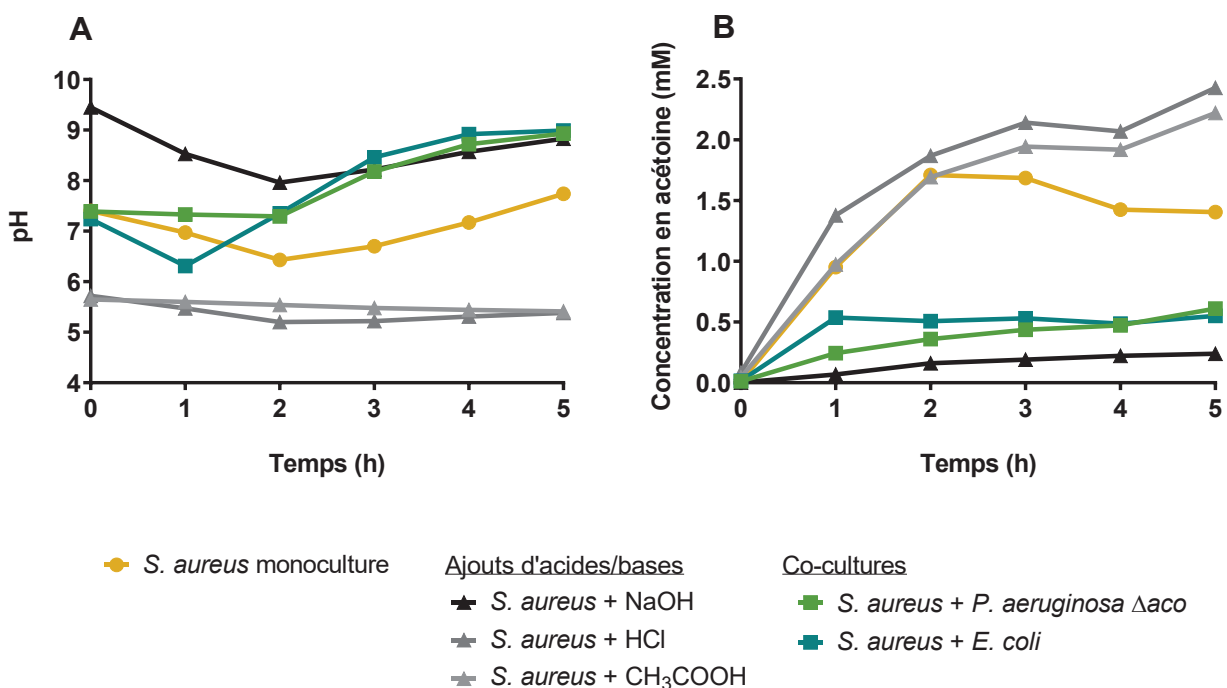 A
pH
10
9
8
7
6
5
4
0 1 2 3 4 5
Temps (h)
B
Concentration en acétoine (mM)
2.5
2.0
1.5
1.0
0.5
0.0
0 1 2 3 4 5
Temps (h)
S. aureus monoculture
Ajouts d'acides/bases
S. aureus + NaOH
S. aureus + HCl
S. aureus + CH₃COOH
Co-cultures
S. aureus + P. aeruginosa Δaco
S. aureus + E. coli